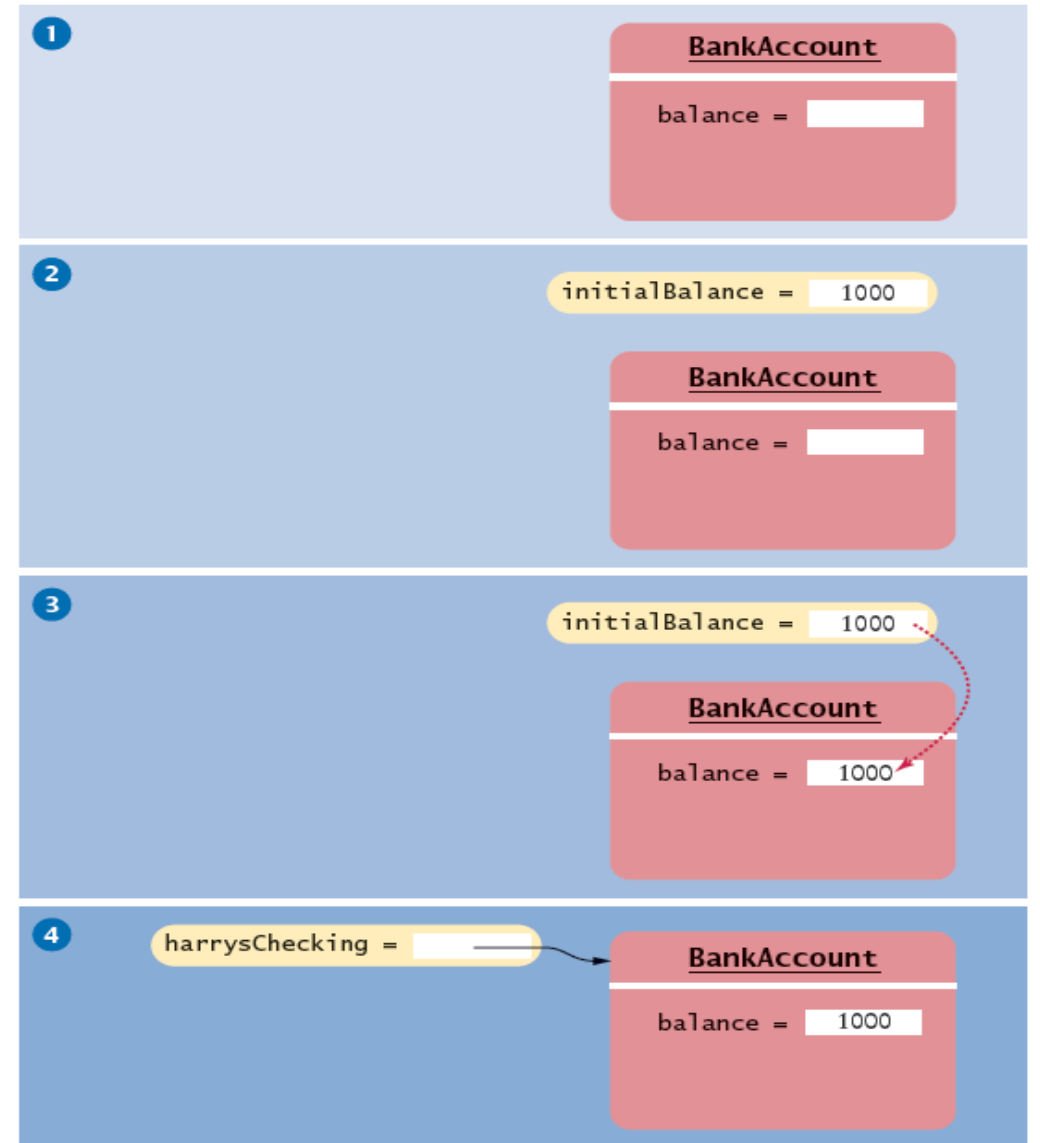 1
BankAccount
balance =
2
initialBalance = 1000
BankAccount
balance =
3
initialBalance = 1000
BankAccount
balance = 1000
4
harrysChecking =
BankAccount
balance = 1000